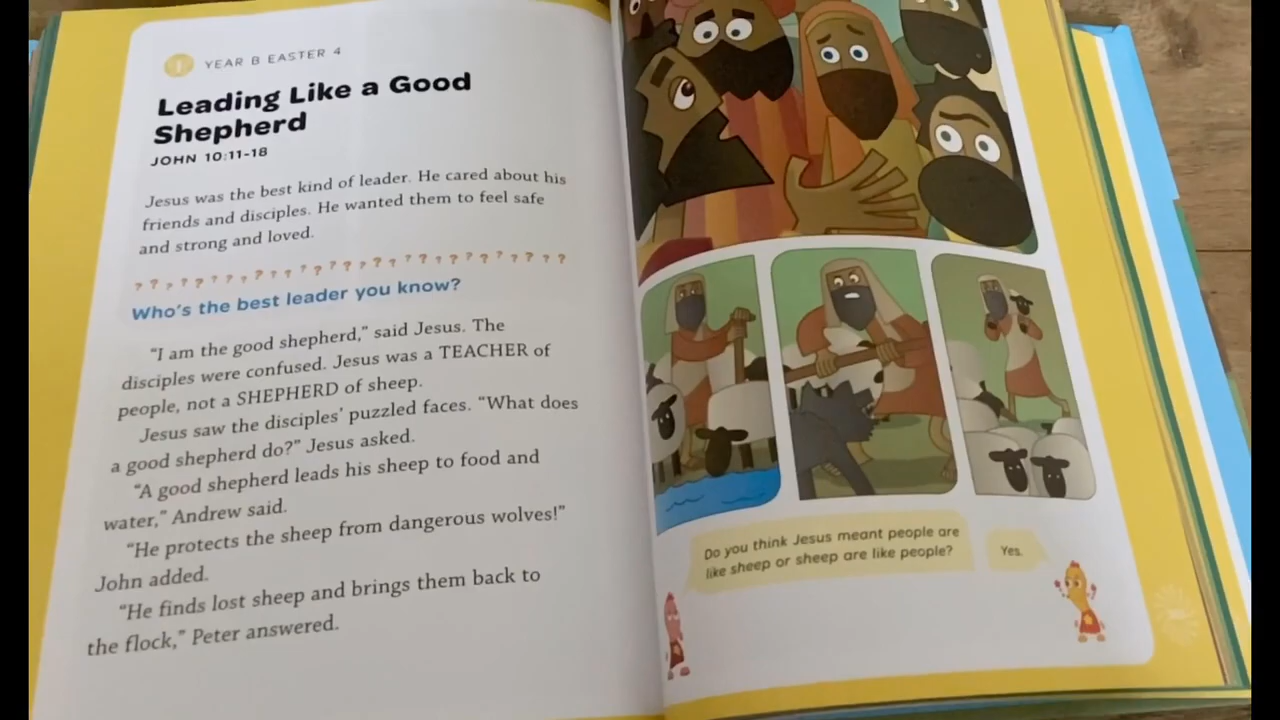 YEAR B EASTER 4
Leading Like a Good
Shepherd
JOHN 10:11-18
Jesus was the best kind of leader. He cared about his
friends and disciples. He wanted them to feel safe
and strong and loved.
? ? ? ? ? ? ? ? ? ? ? ? ? ? ? ? ? ? ? ? ? ? ? ? ? ? ? ? ?
Who's the best leader you know?
“I am the good shepherd,” said Jesus. The
disciples were confused. Jesus was a TEACHER of
people, not a SHEPHERD of sheep.
Jesus saw the disciples’ puzzled faces. “What does
a good shepherd do?” Jesus asked.
“A good shepherd leads his sheep to food and
water,” Andrew said.
“He protects the sheep from dangerous wolves!”
John added.
“He finds lost sheep and brings them back to
the flock,” Peter answered.
Do you think Jesus meant people are
like sheep or sheep are like people?
Yes.